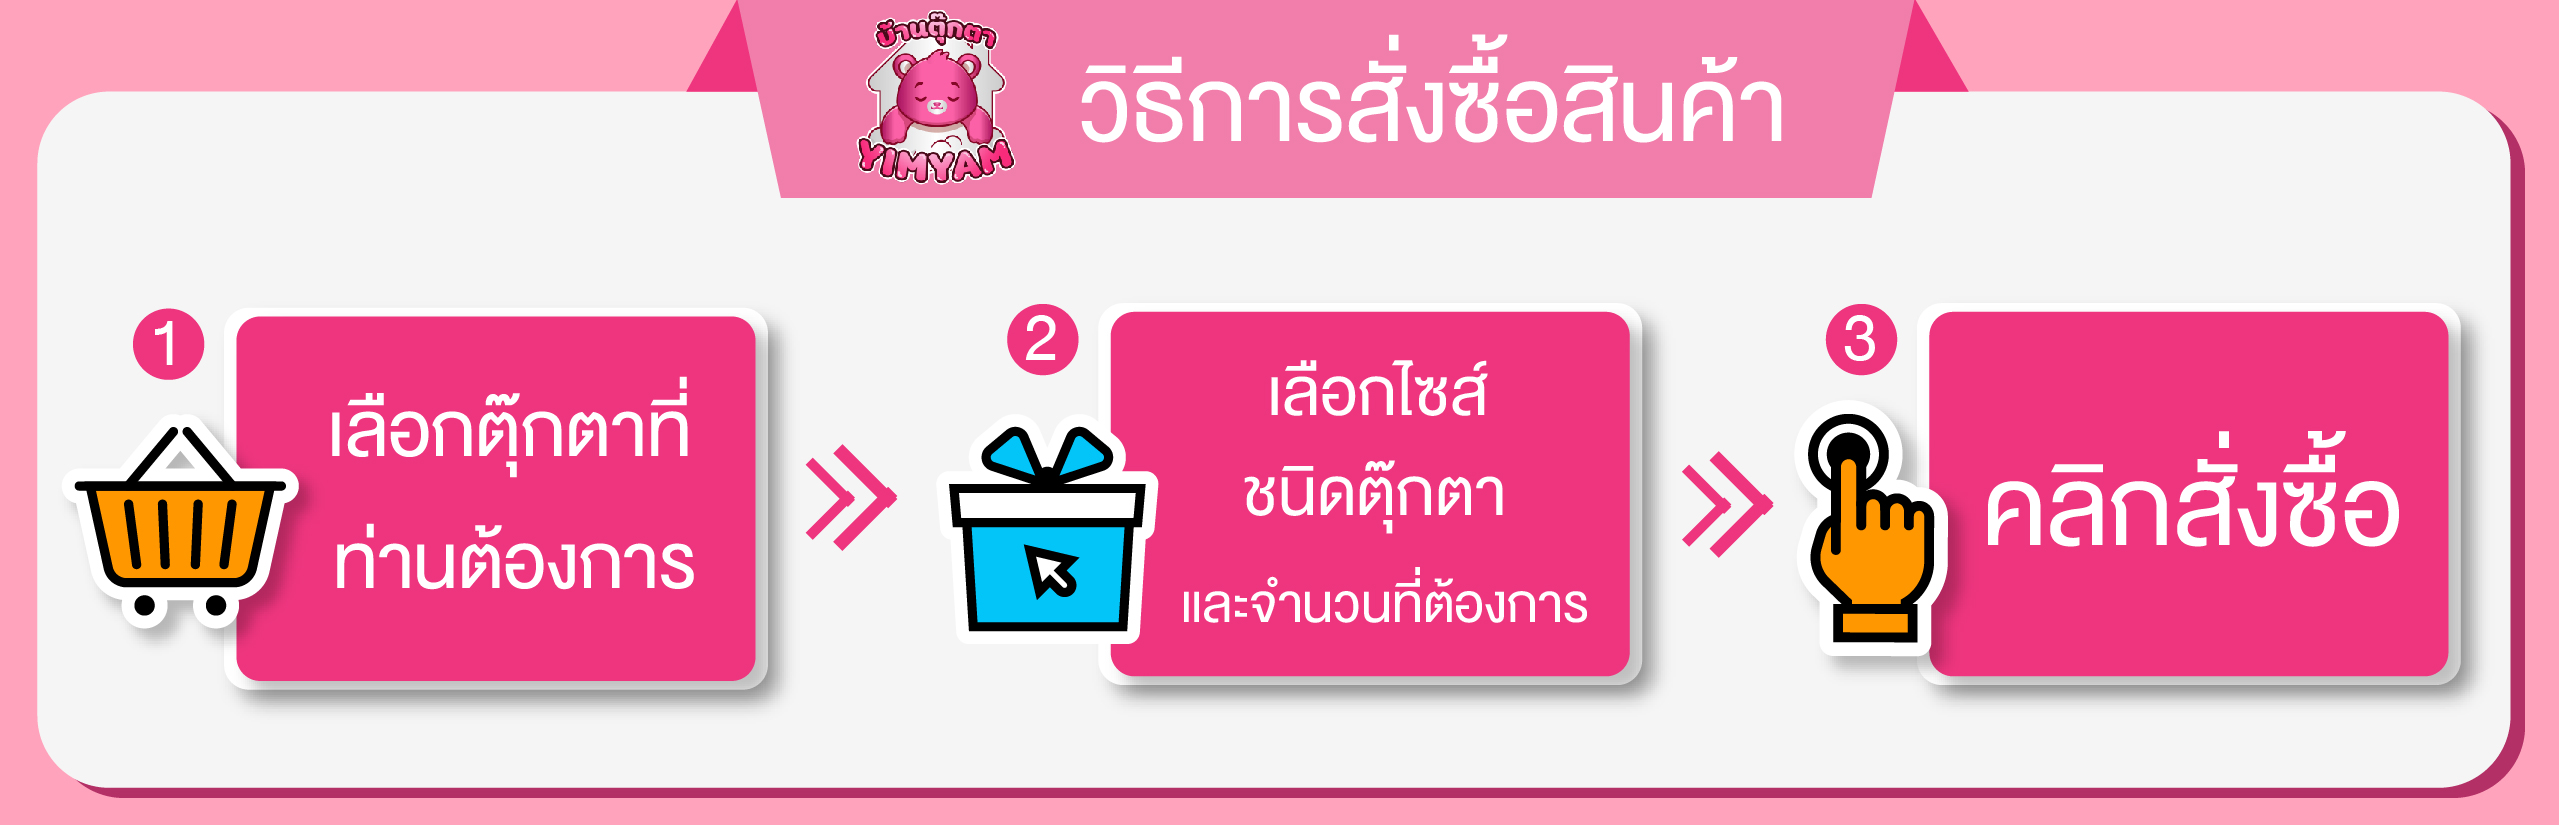 บ้านตุ๊กตา
YIMYAM
วิธีการสั่งซื้อสินค้า
1
เลือกตุ๊กตาที่
ท่านต้องการ
2
เลือกไซส์
ชนิดตุ๊กตา
และจำนวนที่ต้องการ
3
คลิกสั่งซื้อ